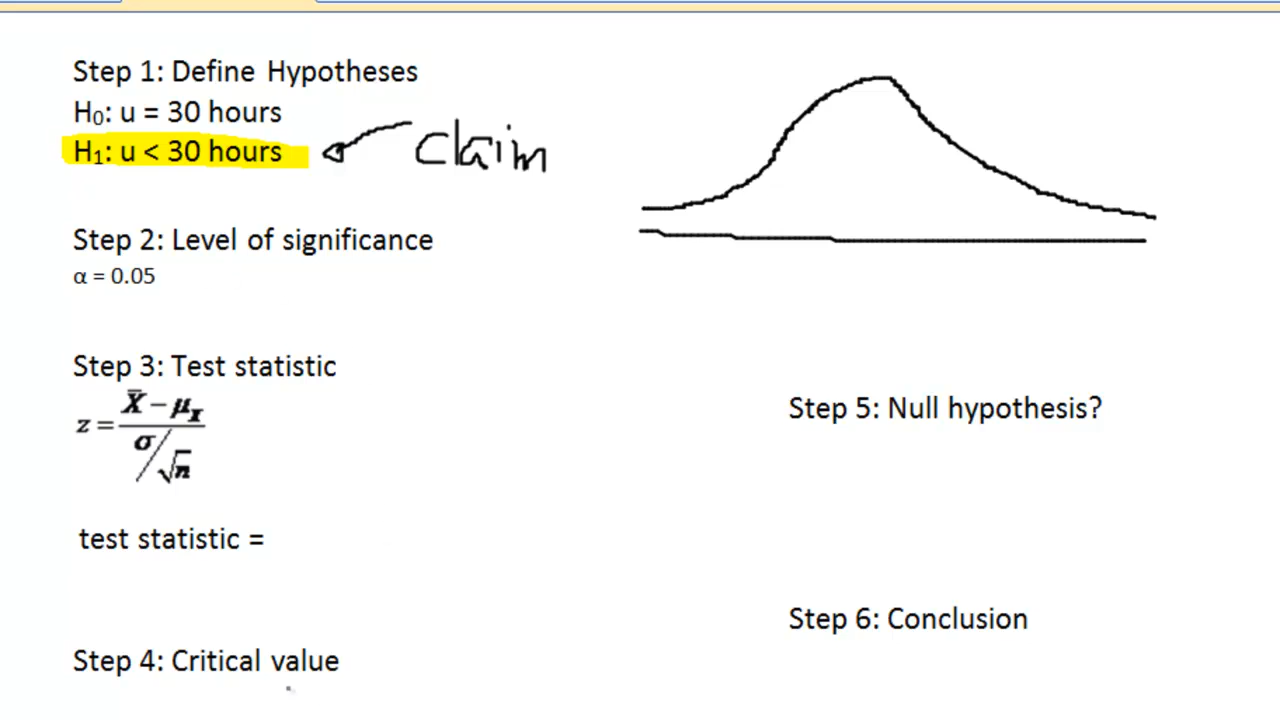 Step 1: Define Hypotheses
H₀: u = 30 hours
H₁: u < 30 hours
Claim
Step 2: Level of significance
α = 0.05
Step 3: Test statistic
z = (X̄ − μ_X) / (σ/√n)
test statistic =
Step 4: Critical value
Step 5: Null hypothesis?
Step 6: Conclusion